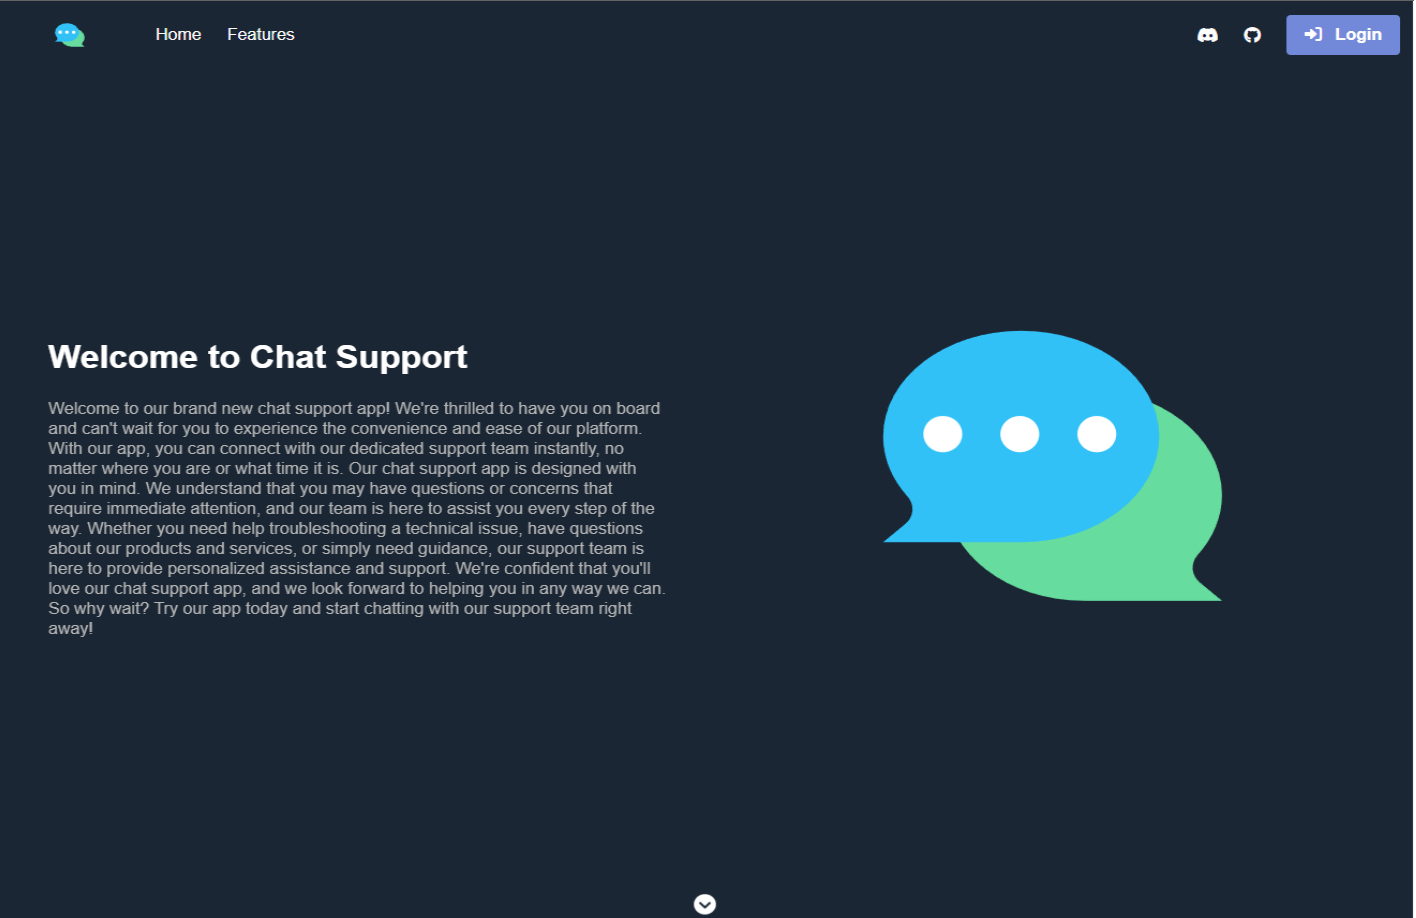 Home Features Login
Welcome to Chat Support
Welcome to our brand new chat support app! We're thrilled to have you on board
and can't wait for you to experience the convenience and ease of our platform.
With our app, you can connect with our dedicated support team instantly, no
matter where you are or what time it is. Our chat support app is designed with
you in mind. We understand that you may have questions or concerns that
require immediate attention, and our team is here to assist you every step of the
way. Whether you need help troubleshooting a technical issue, have questions
about our products and services, or simply need guidance, our support team is
here to provide personalized assistance and support. We're confident that you'll
love our chat support app, and we look forward to helping you in any way we can.
So why wait? Try our app today and start chatting with our support team right
away!